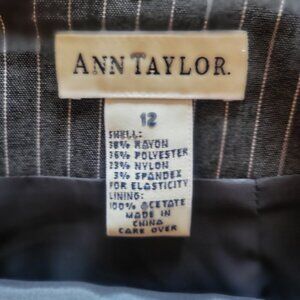 ANN TAYLOR.
12
SHELL:
38% RAYON
36% POLYESTER
23% NYLON
3% SPANDEX
FOR ELASTICITY
LINING:
100% ACETATE
MADE IN
CHINA
CARE OVER